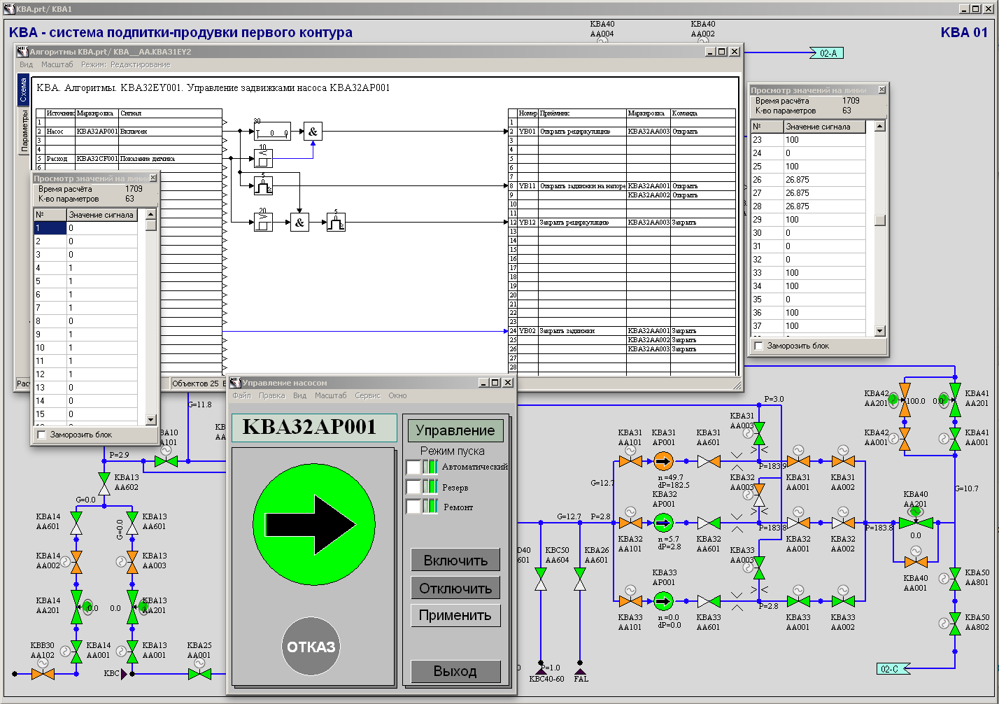 KBA.prt/ KBA1
КВА - система подпитки-продувки первого контура
KBA 01
KBA40
AA004
KBA40
AA002
02-A
Алгоритмы KBA.prt/ KBA__AA.KBA31EY2
Вид Масштаб Режим: Редактирование
Схема
Параметры
КВА. Алгоритмы. KBA32EY001. Управление задвижками насоса KBA32AP001
Источник Маркировка Сигнал
1
2 Насос KBA32AP001 Включен
3
4
5 Расход KBA32CF001 Показание датчика
6
30
T 0 0
&
10
<
5
&
20
>
&
5
&
Номер Приёмник Маркировка Команда
1
2 YB01 Открыть рециркуляцию KBA32AA003 Открыть
3
4
5
6
7
8 YB11 Открыть задвижки на напоре KBA32AA001 Открыть
9 KBA32AA002 Открыть
10
11
12 YB12 Закрыть рециркуляцию KBA32AA003 Закрыть
13
14
15
16
17
18
19
20
21
22
23
24 YB02 Закрыть задвижки KBA32AA001 Закрыть
25 KBA32AA002 Закрыть
26 KBA32AA003 Закрыть
27
28
Объектов 25
Просмотр значений на линии
Время расчёта 1709
К-во параметров 63
№ Значение сигнала
1 0
2 0
3 0
4 1
5 1
6 1
7 1
8 0
9 1
10 1
11 1
12 1
13 0
14 0
15 0
Заморозить блок
Просмотр значений на линии
Время расчёта 1709
К-во параметров 63
№ Значение сигнала
23 100
24 0
25 100
26 26.875
27 26.875
28 26.875
29 100
30 0
31 0
32 0
33 100
34 100
35 0
36 100
37 100
Заморозить блок
Управление насосом
Файл Правка Вид Масштаб Сервис Окно
KBA32AP001
ОТКАЗ
Управление
Режим пуска
Автоматический
Резерв
Ремонт
Включить
Отключить
Применить
Выход
G=11.8
P=2.9
KBA13
AA602
G=0.0
KBA14
AA601
G=0.0
KBA13
AA601
KBA14
AA002
KBA13
AA003
KBA14
AA201
0.0
0.0
KBA13
AA201
KBB30
AA102
KBA14
AA001
KBA13
AA001
KBA25
AA001
KBC
P=3.0
KBA31
AA003
KBA31
AA101
KBA31
AP001
KBA31
AA601
P=183.9
n =49.7
dP=182.5
G=12.7
KBA31
AA001
KBA31
AA002
KBA32
AP001
KBA32
AA003
G=12.7
P=2.8
P=183.8
P=183.8
KBA32
AA101
n =5.7
dP=2.8
KBA32
AA601
KBA32
AA001
KBA32
AA002
KBA33
AA003
KBA33
AP001
P=2.8
KBA33
AA101
n =0.0
dP=0.0
KBA33
AA601
KBA33
AA001
KBA33
AA002
KBC50
AA604
KBA26
AA601
P=1.0
KBC40-60
FAL
KBA42
AA201
100.0
0.0
KBA41
AA201
KBA42
AA001
KBA41
AA001
G=10.7
KBA40
AA201
0.0
KBA40
AA001
KBA50
AA801
KBA50
AA802
02-C